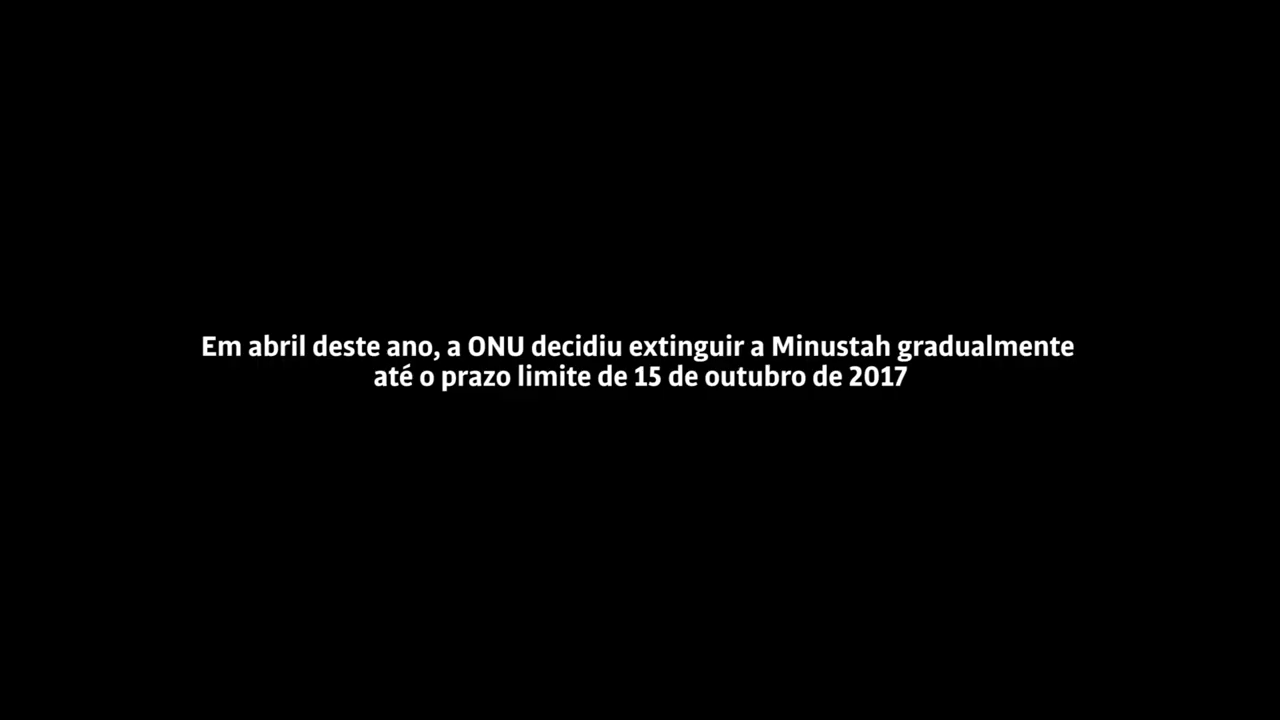 Em abril deste ano, a ONU decidiu extinguir a Minustah gradualmente
até o prazo limite de 15 de outubro de 2017